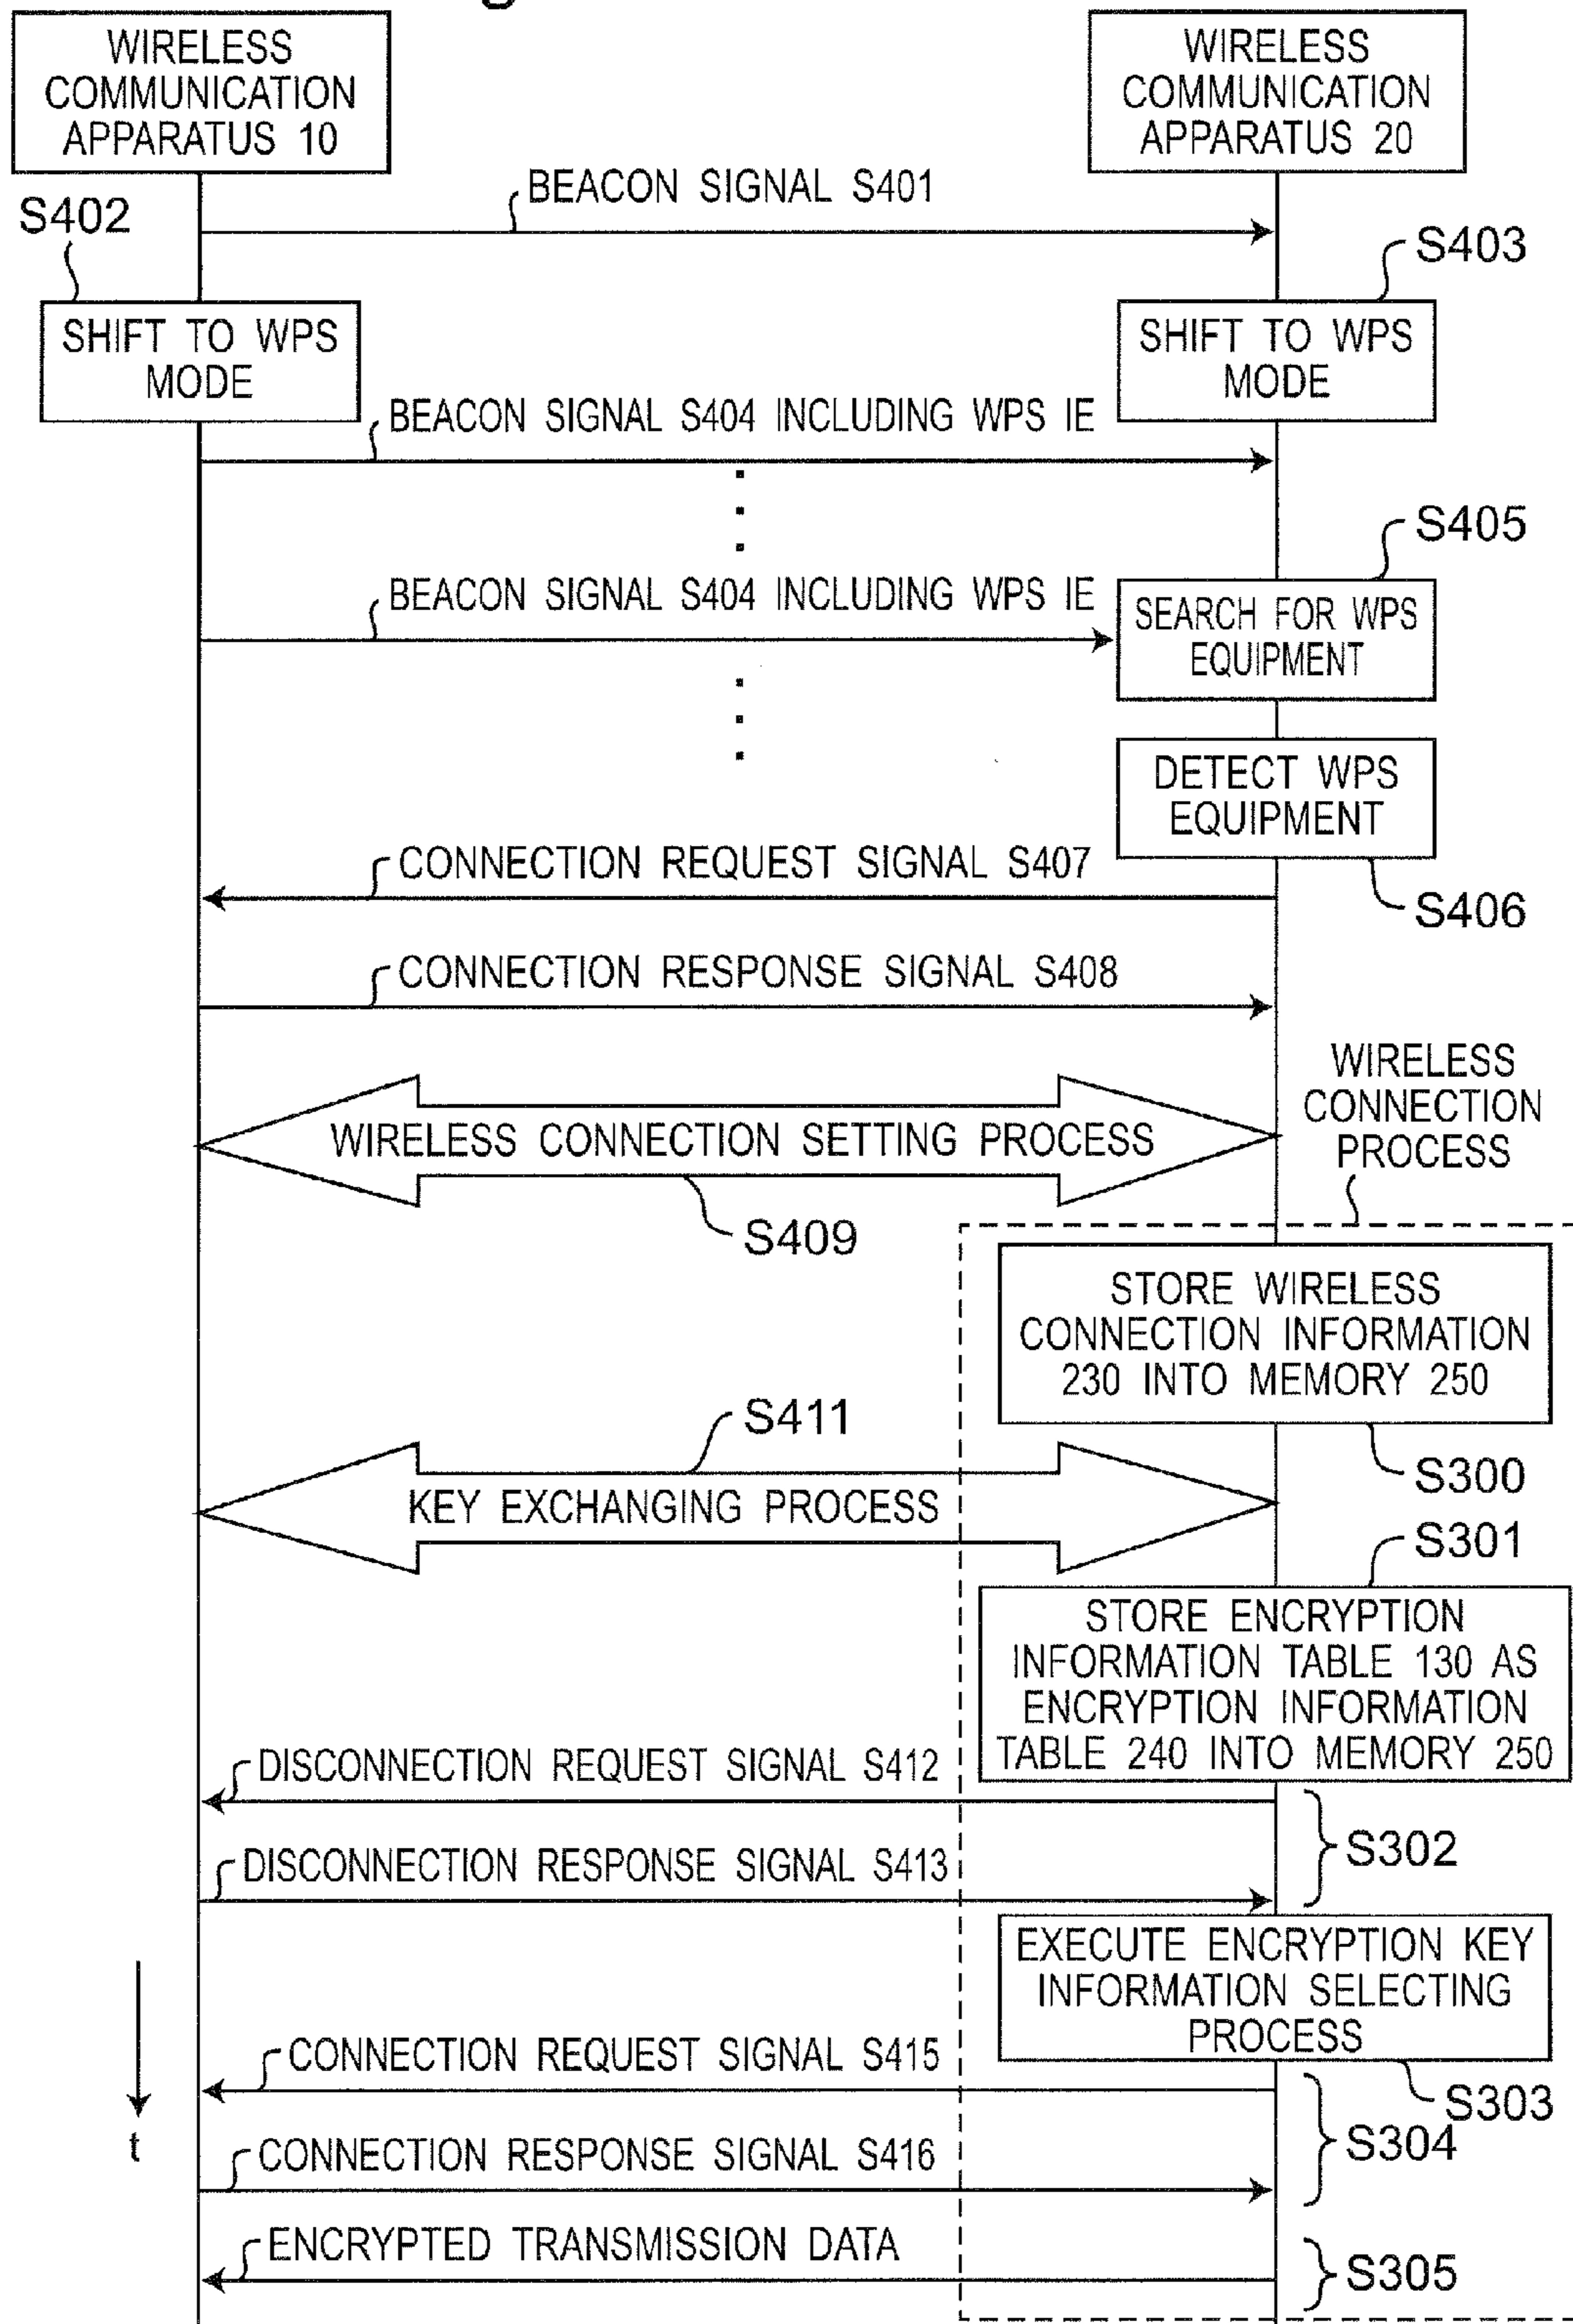 WIRELESS
COMMUNICATION
APPARATUS 10
WIRELESS
COMMUNICATION
APPARATUS 20
BEACON SIGNAL S401
S402
S403
SHIFT TO WPS
MODE
SHIFT TO WPS
MODE
BEACON SIGNAL S404 INCLUDING WPS IE
S405
BEACON SIGNAL S404 INCLUDING WPS IE
SEARCH FOR WPS
EQUIPMENT
DETECT WPS
EQUIPMENT
CONNECTION REQUEST SIGNAL S407
S406
CONNECTION RESPONSE SIGNAL S408
WIRELESS
CONNECTION
PROCESS
WIRELESS CONNECTION SETTING PROCESS
S409
STORE WIRELESS
CONNECTION INFORMATION
230 INTO MEMORY 250
S411
S300
KEY EXCHANGING PROCESS
S301
STORE ENCRYPTION
INFORMATION TABLE 130 AS
ENCRYPTION INFORMATION
TABLE 240 INTO MEMORY 250
DISCONNECTION REQUEST SIGNAL S412
S302
DISCONNECTION RESPONSE SIGNAL S413
EXECUTE ENCRYPTION KEY
INFORMATION SELECTING
PROCESS
CONNECTION REQUEST SIGNAL S415
S303
t
S304
CONNECTION RESPONSE SIGNAL S416
ENCRYPTED TRANSMISSION DATA
S305